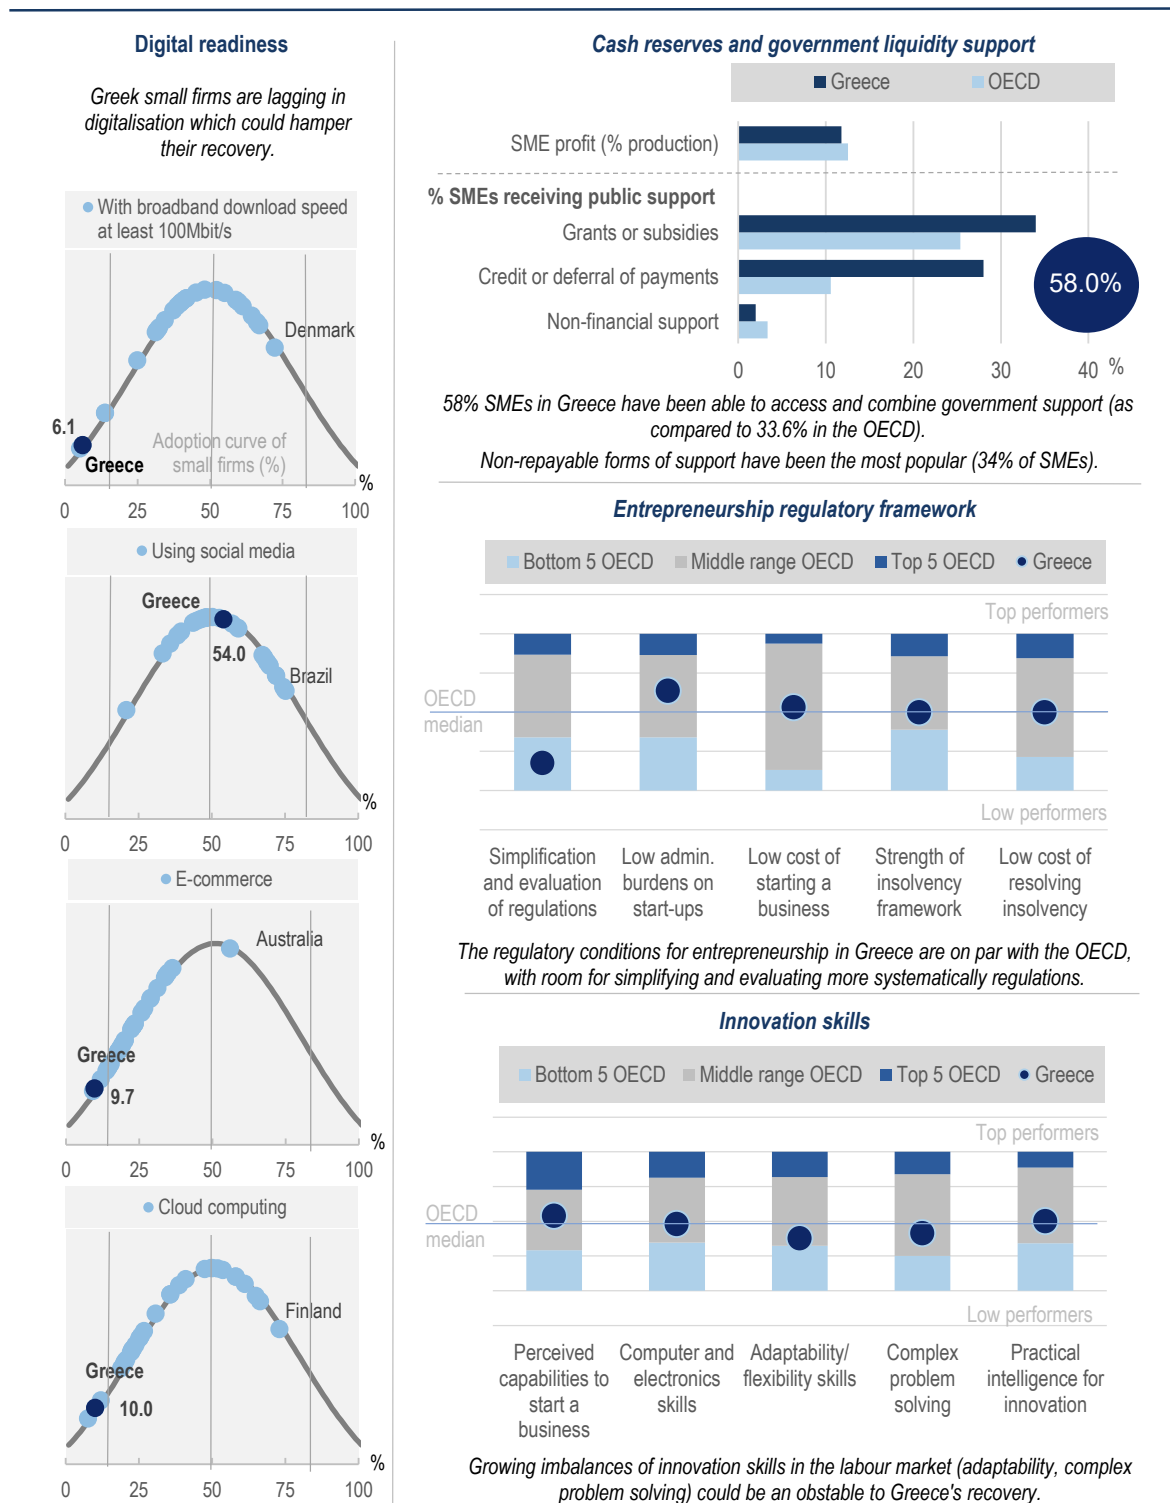 Digital readiness
Greek small firms are lagging in
digitalisation which could hamper
their recovery.
With broadband download speed
at least 100Mbit/s
Denmark
6.1
Greece
Adoption curve of
small firms (%)
%
0 25 50 75 100
Using social media
Greece
54.0
Brazil
%
0 25 50 75 100
E-commerce
Australia
Greece
9.7
%
0 25 50 75 100
Cloud computing
Finland
Greece
10.0
%
0 25 50 75 100
Cash reserves and government liquidity support
Greece OECD
SME profit (% production)
% SMEs receiving public support
Grants or subsidies
Credit or deferral of payments
58.0%
Non-financial support
0 10 20 30 40 %
58% SMEs in Greece have been able to access and combine government support (as
compared to 33.6% in the OECD).
Non-repayable forms of support have been the most popular (34% of SMEs).
Entrepreneurship regulatory framework
Bottom 5 OECD Middle range OECD Top 5 OECD Greece
Top performers
OECD
median
Low performers
Simplification
and evaluation
of regulations
Low admin.
burdens on
start-ups
Low cost of
starting a
business
Strength of
insolvency
framework
Low cost of
resolving
insolvency
The regulatory conditions for entrepreneurship in Greece are on par with the OECD,
with room for simplifying and evaluating more systematically regulations.
Innovation skills
Bottom 5 OECD Middle range OECD Top 5 OECD Greece
Top performers
OECD
median
Low performers
Perceived
capabilities to
start a
business
Computer and
electronics
skills
Adaptability/
flexibility skills
Complex
problem
solving
Practical
intelligence for
innovation
Growing imbalances of innovation skills in the labour market (adaptability, complex
problem solving) could be an obstable to Greece's recovery.